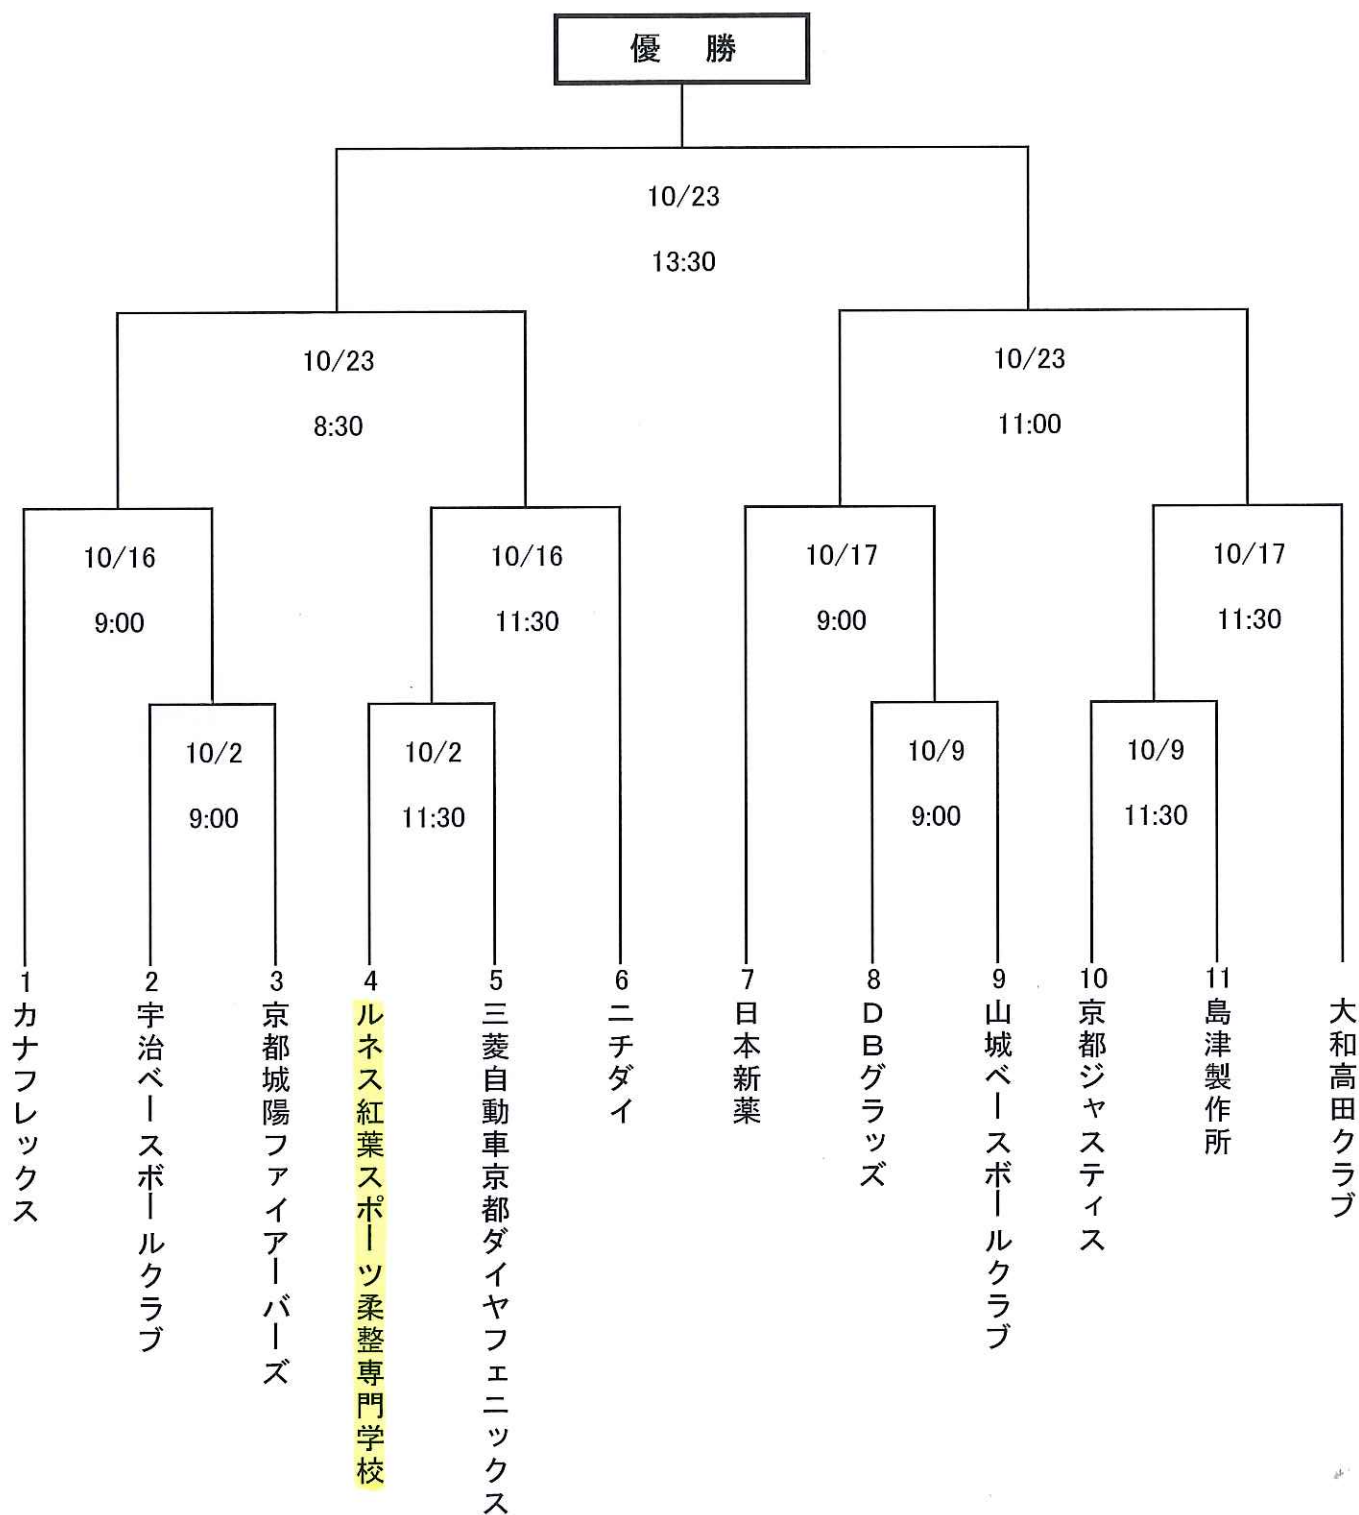 優 勝
10/23
13:30
10/23
8:30
10/23
11:00
10/16
9:00
10/16
11:30
10/17
9:00
10/17
11:30
10/2
9:00
10/2
11:30
10/9
9:00
10/9
11:30
1 カナフレックス
2 宇治ベースボールクラブ
3 京都城陽ファイアーバーズ
4 ルネス紅葉スポーツ柔整専門学校
5 三菱自動車京都ダイヤフェニックス
6 ニチダイ
7 日本新薬
8 DBグラッズ
9 山城ベースボールクラブ
10 京都ジャスティス
11 島津製作所
大和高田クラブ